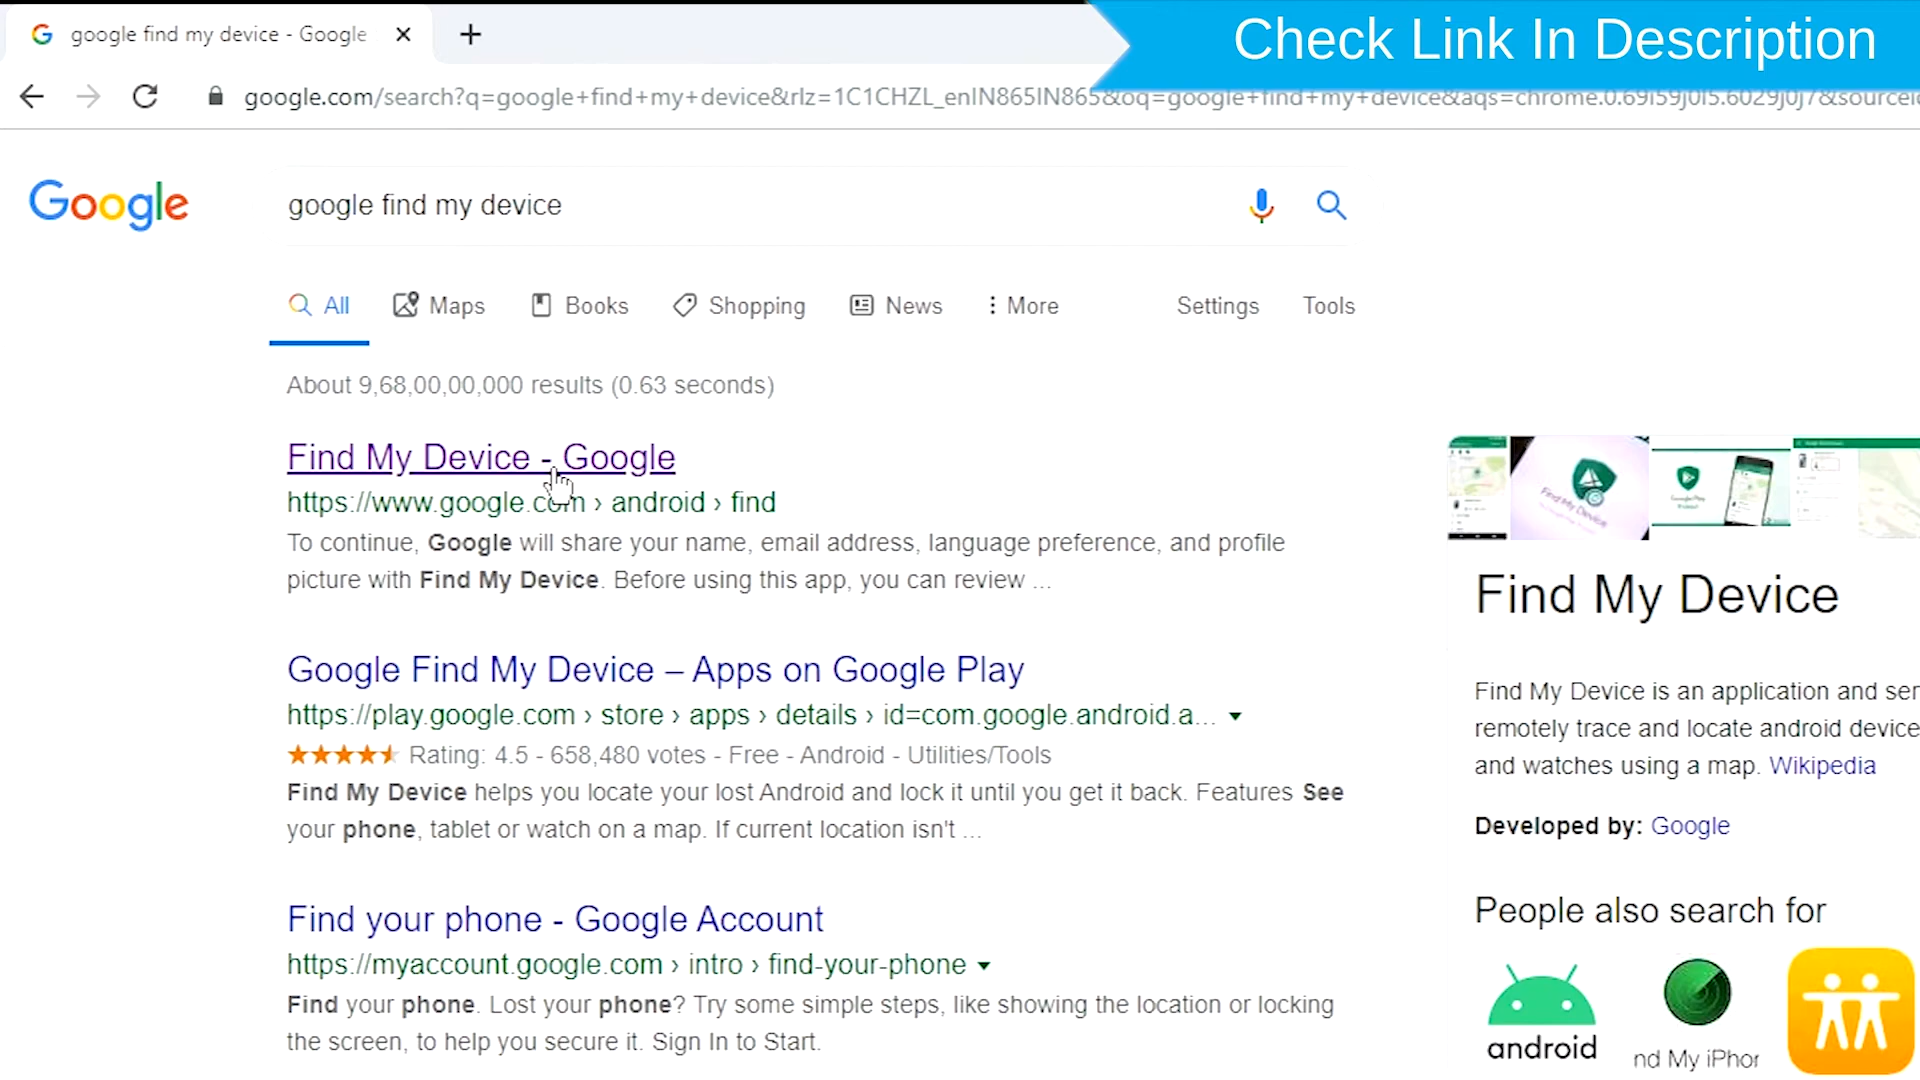 google find my device - Google
Check Link In Description
google.com/search?q=google+find+my+device&rlz=1C1CHZL_enIN865IN865&oq=google+find+my+device&aqs=chrome.0.69i59j0l5.6029j0j7&sourceid
Google
google find my device
All Maps Books Shopping News More Settings Tools
About 9,68,00,00,000 results (0.63 seconds)
Find My Device - Google
https://www.google.com › android › find
To continue, Google will share your name, email address, language preference, and profile
picture with Find My Device. Before using this app, you can review ...
Google Find My Device – Apps on Google Play
https://play.google.com › store › apps › details › id=com.google.android.a...
Rating: 4.5 - 658,480 votes - Free - Android - Utilities/Tools
Find My Device helps you locate your lost Android and lock it until you get it back. Features See
your phone, tablet or watch on a map. If current location isn't ...
Find your phone - Google Account
https://myaccount.google.com › intro › find-your-phone
Find your phone. Lost your phone? Try some simple steps, like showing the location or locking
the screen, to help you secure it. Sign In to Start.
Find My Device
Find My Device
Find My Device is an application and ser
remotely trace and locate android device
and watches using a map. Wikipedia
Developed by: Google
People also search for
android
nd My iPhor